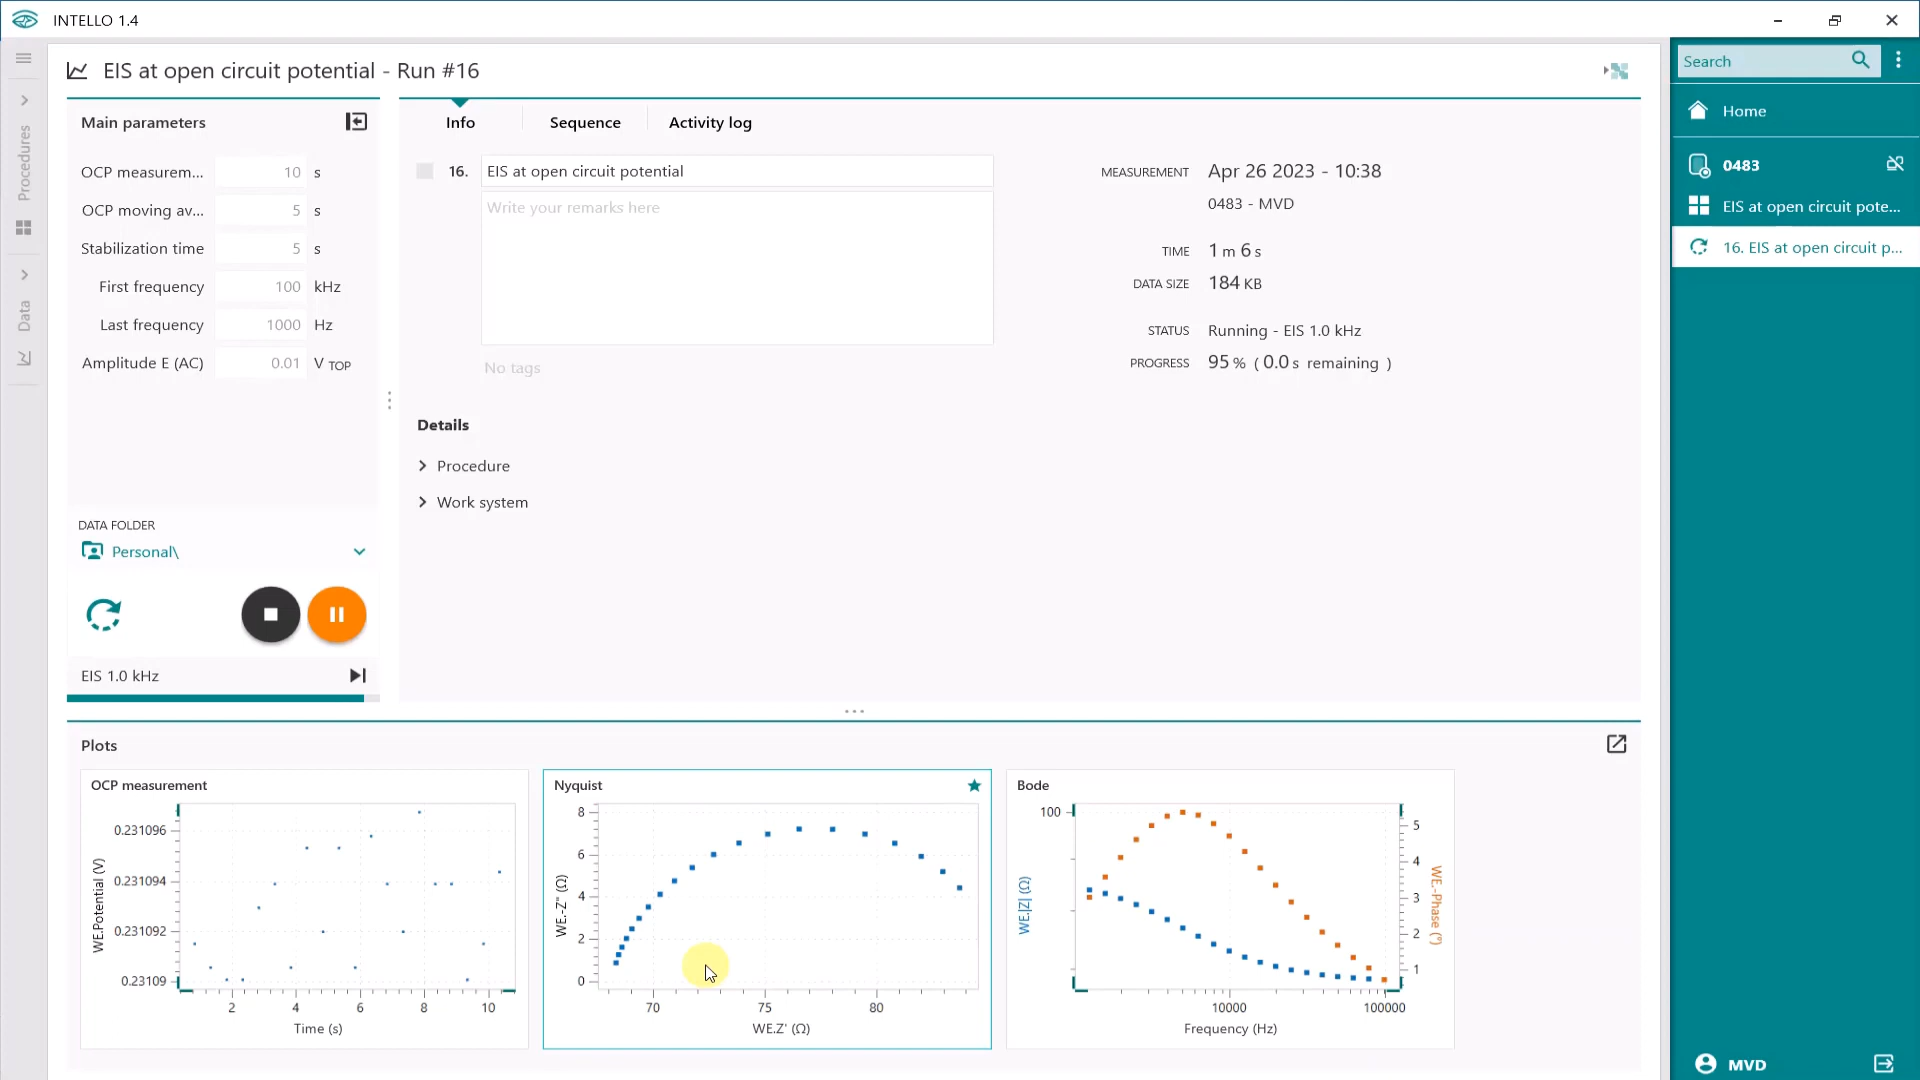 INTELLO 1.4
EIS at open circuit potential - Run #16
Procedures
Data
Main parameters
OCP measurem... 10 s
OCP moving av... 5 s
Stabilization time 5 s
First frequency 100 kHz
Last frequency 1000 Hz
Amplitude E (AC) 0.01 V TOP
DATA FOLDER
Personal\
EIS 1.0 kHz
Info Sequence Activity log
16. EIS at open circuit potential
Write your remarks here
No tags
MEASUREMENT Apr 26 2023 - 10:38
0483 - MVD
TIME 1 m 6 s
DATA SIZE 184 KB
STATUS Running - EIS 1.0 kHz
PROGRESS 95 % ( 0.0 s remaining )
Details
Procedure
Work system
Plots
OCP measurement
WE.Potential (V)
0.231096
0.231094
0.231092
0.23109
2 4 6 8 10
Time (s)
Nyquist
WE.-Z'' (Ω)
8
6
4
2
0
70 75 80
WE.Z' (Ω)
Bode
WE.|Z| (Ω)
100
5
4
3
2
1
WE.-Phase (°)
10000 100000
Frequency (Hz)
Search
Home
0483
EIS at open circuit pote...
16. EIS at open circuit p...
MVD